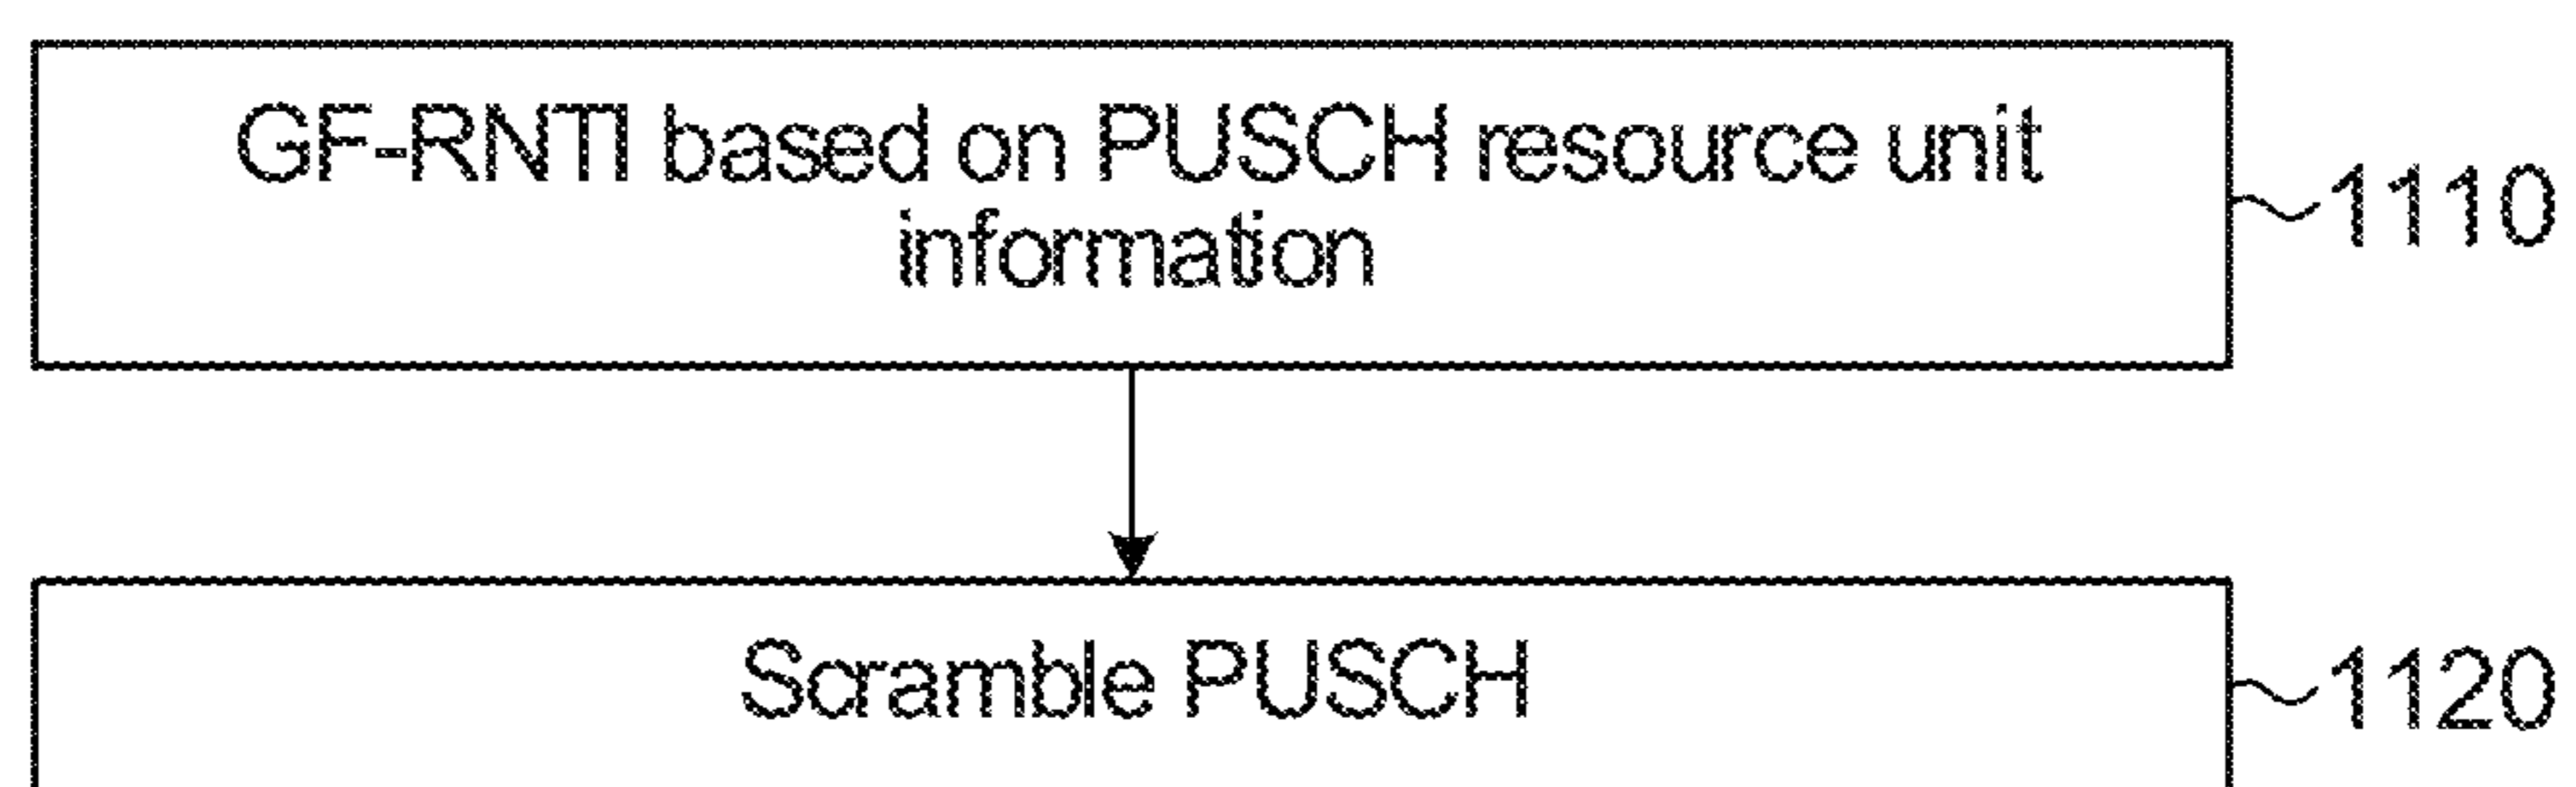 GF-RNTI based on PUSCH resource unit
information
1110
Scramble PUSCH
1120